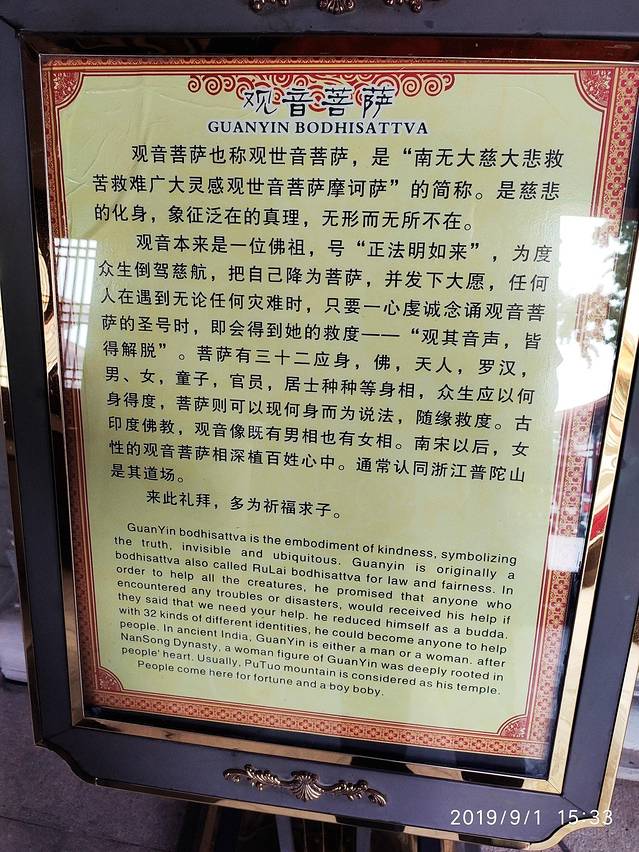 观音菩萨
GUANYIN BODHISATTVA
观音菩萨也称观世音菩萨，是“南无大慈大悲救
苦救难广大灵感观世音菩萨摩诃萨”的简称。是慈悲
的化身，象征泛在的真理，无形而无所不在。
观音本来是一位佛祖，号“正法明如来”，为度
众生倒驾慈航，把自己降为菩萨，并发下大愿，任何
人在遇到无论任何灾难时，只要一心虔诚念诵观音菩
萨的圣号时，即会得到她的救度——“观其音声，皆
得解脱”。菩萨有三十二应身，佛，天人，罗汉，
男、女，童子，官员，居士种种等身相，众生应以何
身得度，菩萨则可以现何身而为说法，随缘救度。古
印度佛教，观音像既有男相也有女相。南宋以后，女
性的观音菩萨相深植百姓心中。通常认同浙江普陀山
是其道场。
来此礼拜，多为祈福求子。
GuanYin bodhisattva is the embodiment of kindness, symbolizing
the truth, invisible and ubiquitous. Guanyin is originally a
bodhisattva also called RuLai bodhisattva for law and fairness. In
order to help all the creatures, he promised that anyone who
encountered any troubles or disasters, would received his help if
they said that we need your help. he reduced himself as a budda.
with 32 kinds of different identities, he could become anyone to help
people. In ancient India, GuanYin is either a man or a woman. after
NanSong Dynasty, a woman figure of GuanYin was deeply rooted in
people' heart. Usually, PuTuo mountain is considered as his temple.
People come here for fortune and a boy boby.
2019/9/1 15:33